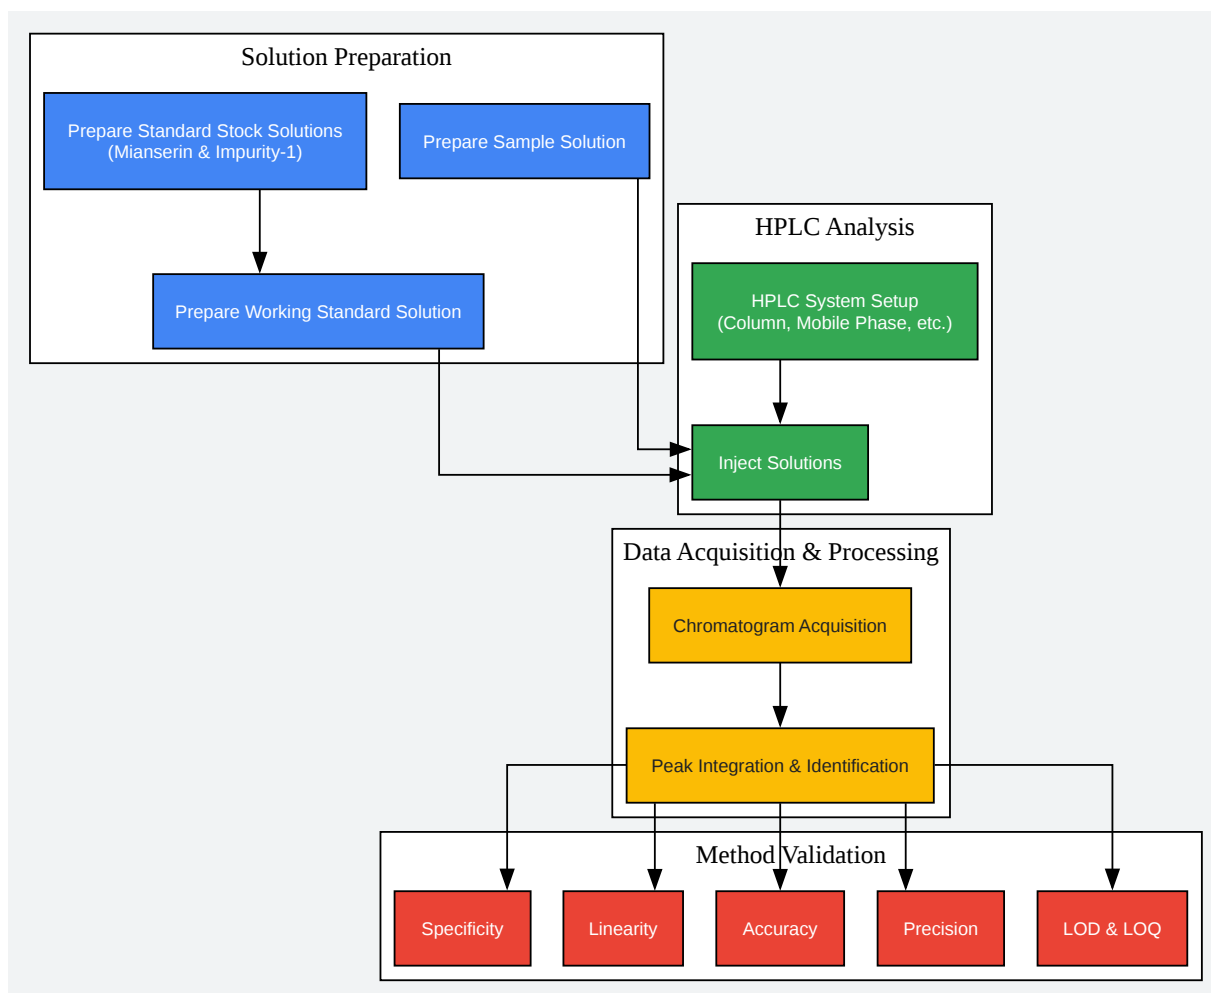 Solution Preparation
Prepare Standard Stock Solutions
(Mianserin & Impurity-1)
Prepare Sample Solution
Prepare Working Standard Solution
HPLC Analysis
HPLC System Setup
(Column, Mobile Phase, etc.)
Inject Solutions
Data Acquisition & Processing
Chromatogram Acquisition
Peak Integration & Identification
Method Validation
Specificity
Linearity
Accuracy
Precision
LOD & LOQ